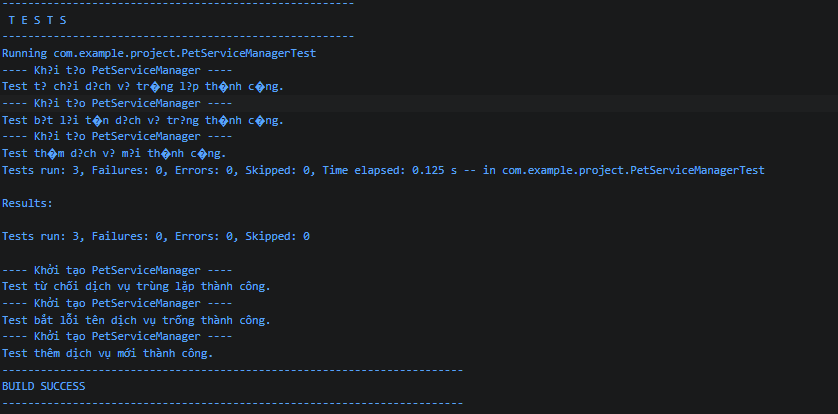 -------------------------------------------------------
T E S T S
-------------------------------------------------------
Running com.example.project.PetServiceManagerTest
---- Kh?i t?o PetServiceManager ----
Test t? ch?i d?ch v? tr�ng l?p th�nh c�ng.
---- Kh?i t?o PetServiceManager ----
Test b?t l?i t�n d?ch v? tr?ng th�nh c�ng.
---- Kh?i t?o PetServiceManager ----
Test th�m d?ch v? m?i th�nh c�ng.
Tests run: 3, Failures: 0, Errors: 0, Skipped: 0, Time elapsed: 0.125 s -- in com.example.project.PetServiceManagerTest
Results:
Tests run: 3, Failures: 0, Errors: 0, Skipped: 0
---- Khởi tạo PetServiceManager ----
Test từ chối dịch vụ trùng lặp thành công.
---- Khởi tạo PetServiceManager ----
Test bắt lỗi tên dịch vụ trống thành công.
---- Khởi tạo PetServiceManager ----
Test thêm dịch vụ mới thành công.
------------------------------------------------------------------------
BUILD SUCCESS
------------------------------------------------------------------------